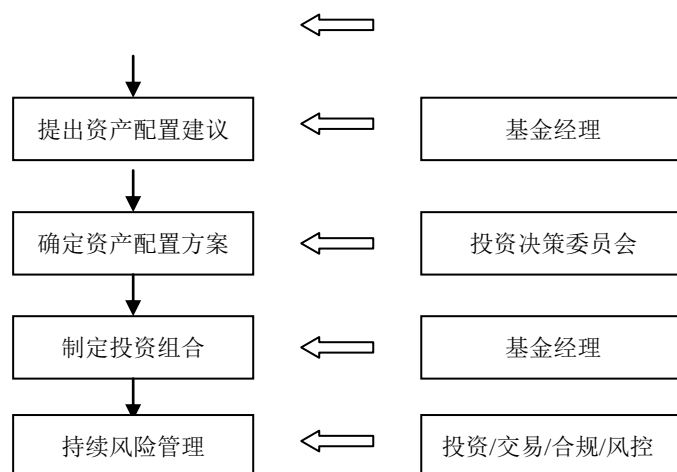 提出资产配置建议
基金经理
确定资产配置方案
投资决策委员会
制定投资组合
基金经理
持续风险管理
投资/交易/合规/风控